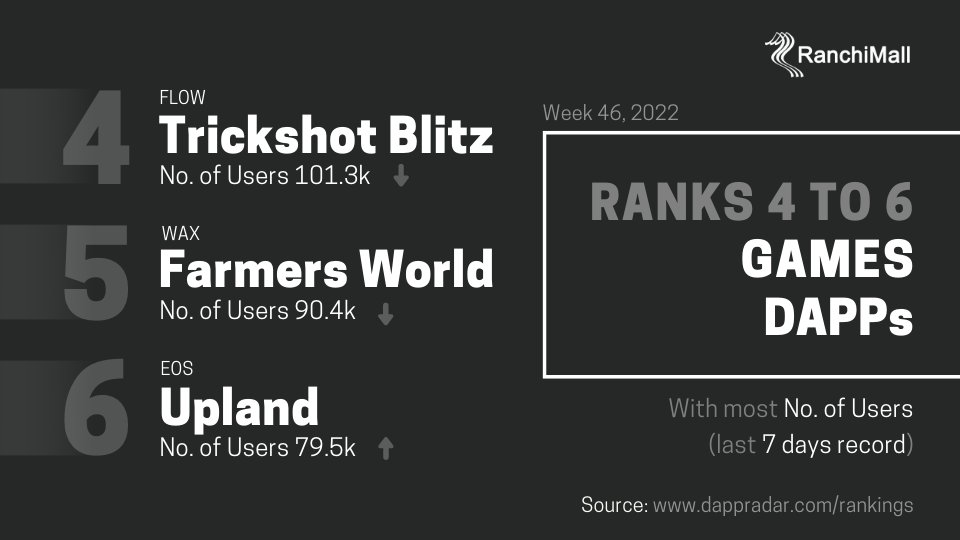 RanchiMall
4
FLOW
Trickshot Blitz
No. of Users 101.3k
5
WAX
Farmers World
No. of Users 90.4k
6
EOS
Upland
No. of Users 79.5k
Week 46, 2022
RANKS 4 TO 6
GAMES
DAPPs
With most No. of Users
(last 7 days record)
Source: www.dappradar.com/rankings